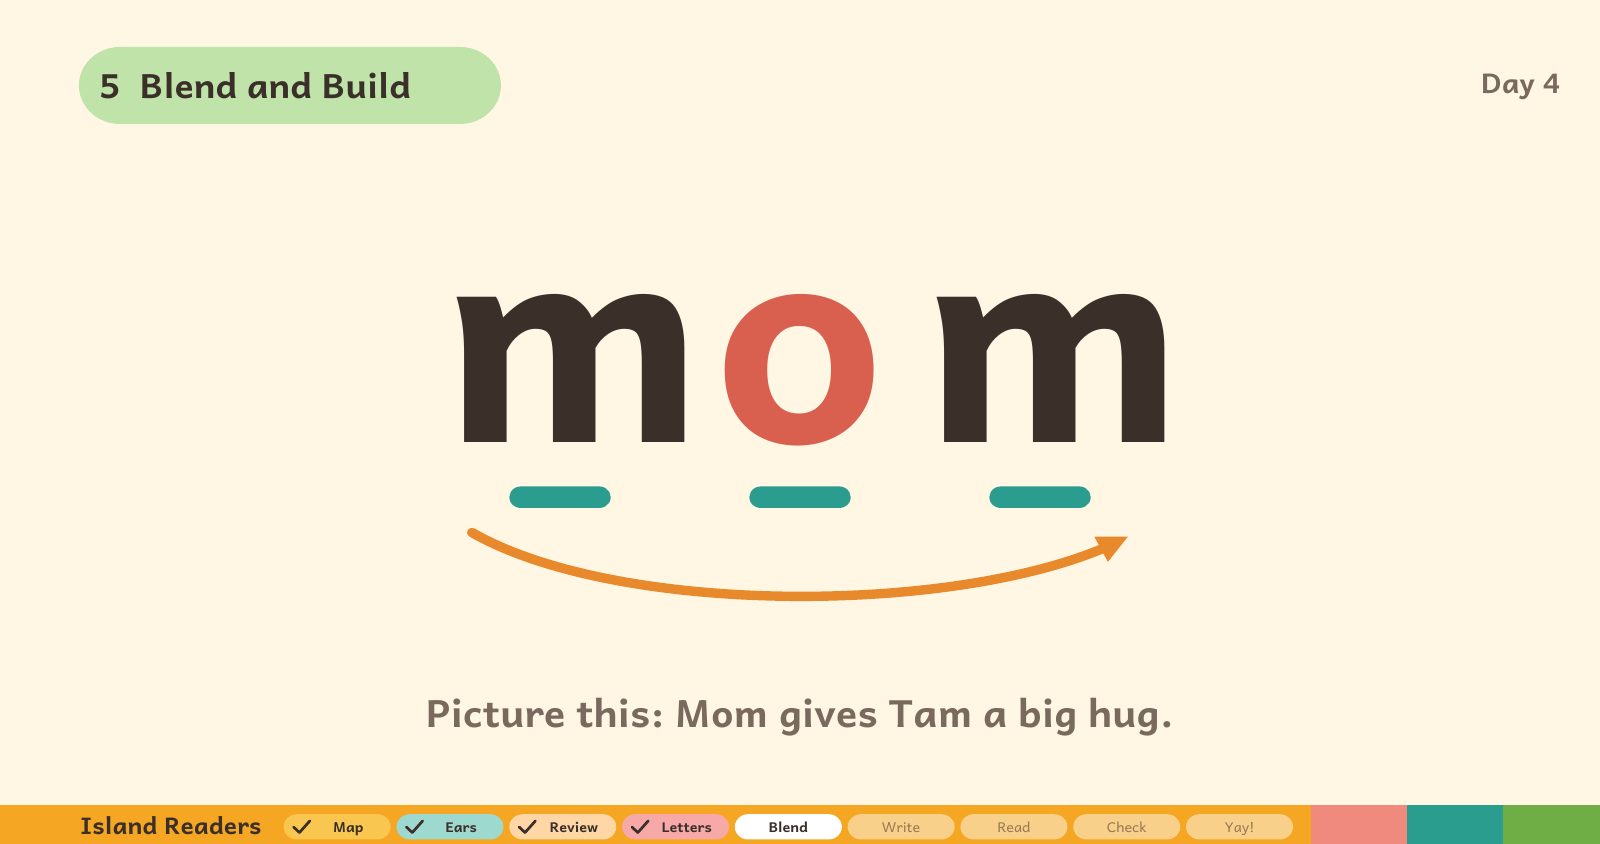 5 Blend and Build
Day 4
mom
Picture this: Mom gives Tam a big hug.
Island Readers Map Ears Review Letters Blend Write Read Check Yay!